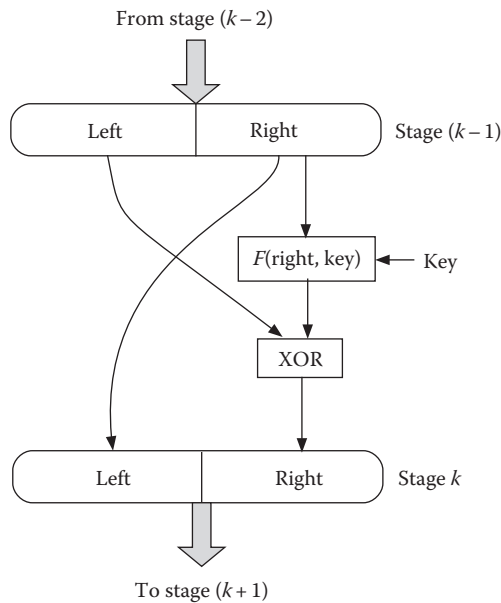 From stage (k – 2)
Left Right Stage (k – 1)
F(right, key) Key
XOR
Left Right Stage k
To stage (k + 1)